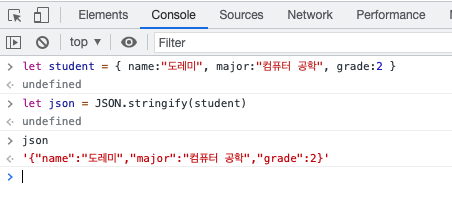 Elements Console Sources Network Performance
top Filter
> let student = { name:"도레미", major:"컴퓨터 공학", grade:2 }
< undefined
> let json = JSON.stringify(student)
< undefined
> json
< '{"name":"도레미","major":"컴퓨터 공학","grade":2}'
>